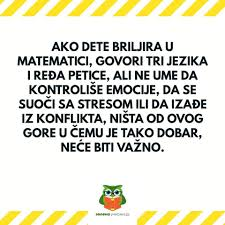 AKO DETE BRILJIRA U
MATEMATICI, GOVORI TRI JEZIKA
I REĐA PETICE, ALI NE UME DA
KONTROLIŠE EMOCIJE, DA SE
SUOČI SA STRESOM ILI DA IZAĐE
IZ KONFLIKTA, NIŠTA OD OVOG
GORE U ČEMU JE TAKO DOBAR,
NEĆE BITI VAŽNO.